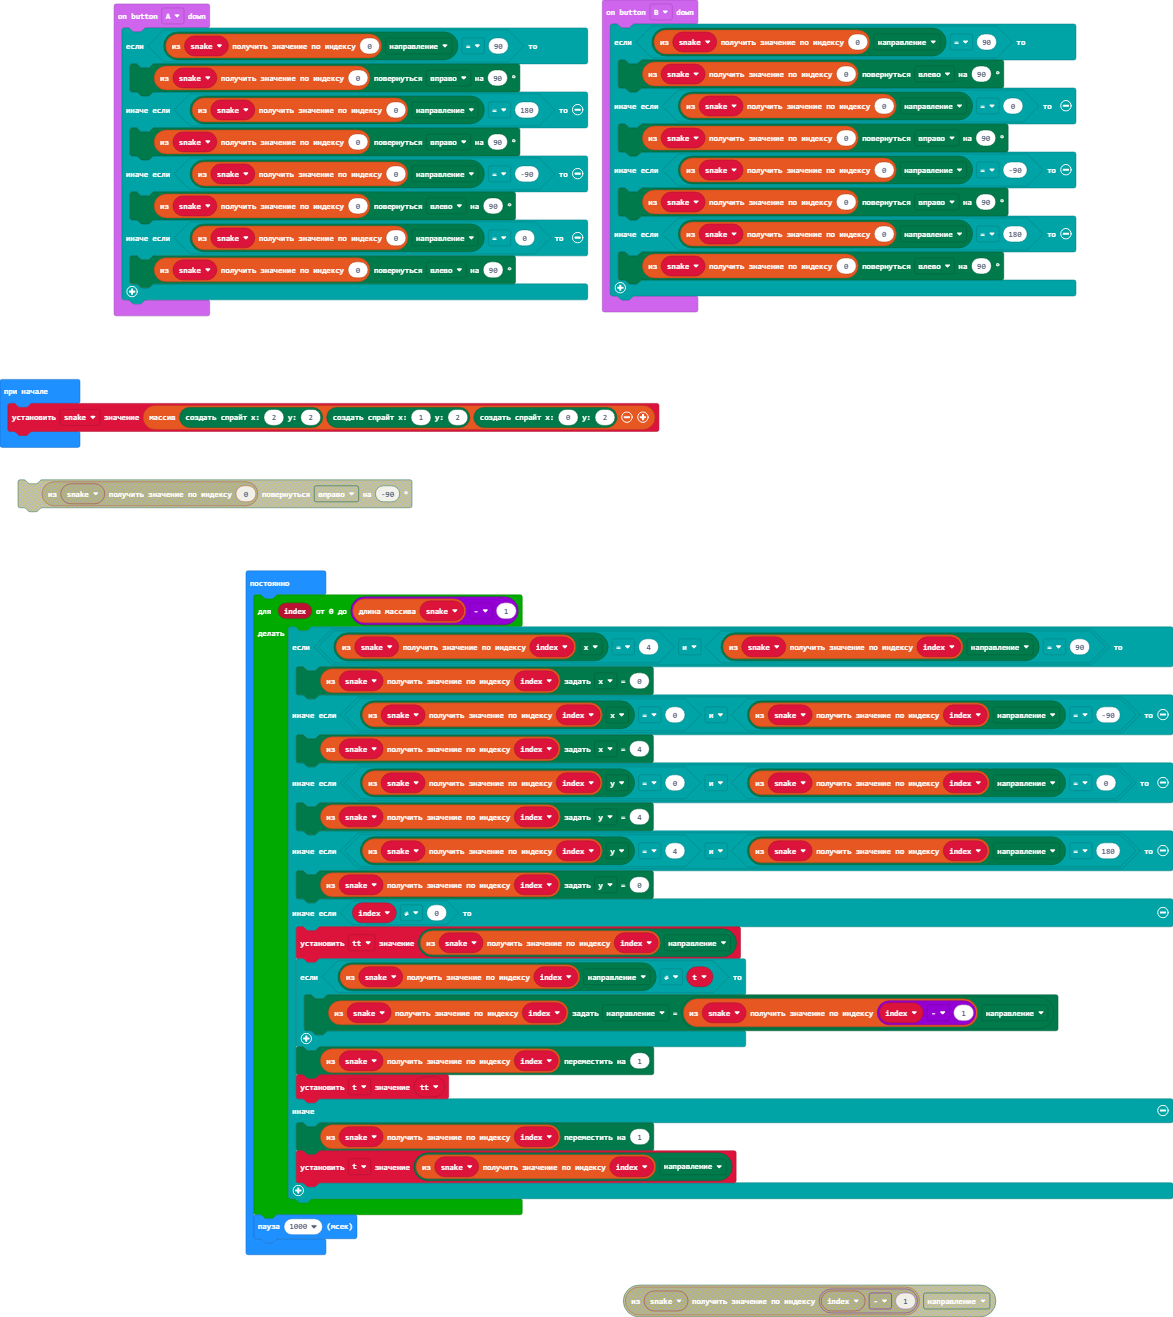 on button A down
если из snake получить значение по индексу 0 направление = 90 то
из snake получить значение по индексу 0 повернуться вправо на 90 °
иначе если из snake получить значение по индексу 0 направление = 180 то
из snake получить значение по индексу 0 повернуться вправо на 90 °
иначе если из snake получить значение по индексу 0 направление = -90 то
из snake получить значение по индексу 0 повернуться влево на 90 °
иначе если из snake получить значение по индексу 0 направление = 0 то
из snake получить значение по индексу 0 повернуться влево на 90 °
on button B down
если из snake получить значение по индексу 0 направление = 90 то
из snake получить значение по индексу 0 повернуться влево на 90 °
иначе если из snake получить значение по индексу 0 направление = 0 то
из snake получить значение по индексу 0 повернуться вправо на 90 °
иначе если из snake получить значение по индексу 0 направление = -90 то
из snake получить значение по индексу 0 повернуться вправо на 90 °
иначе если из snake получить значение по индексу 0 направление = 180 то
из snake получить значение по индексу 0 повернуться влево на 90 °
при начале
установить snake значение массив создать спрайт x: 2 y: 2 создать спрайт x: 1 y: 2 создать спрайт x: 0 y: 2
из snake получить значение по индексу 0 повернуться вправо на -90 °
постоянно
для index от 0 до длина массива snake - 1
делать
если из snake получить значение по индексу index x = 4 и из snake получить значение по индексу index направление = 90 то
из snake получить значение по индексу index задать x = 0
иначе если из snake получить значение по индексу index x = 0 и из snake получить значение по индексу index направление = -90 то
из snake получить значение по индексу index задать x = 4
иначе если из snake получить значение по индексу index y = 0 и из snake получить значение по индексу index направление = 0 то
из snake получить значение по индексу index задать y = 4
иначе если из snake получить значение по индексу index y = 4 и из snake получить значение по индексу index направление = 180 то
из snake получить значение по индексу index задать y = 0
иначе если index ≠ 0 то
установить tt значение из snake получить значение по индексу index направление
если из snake получить значение по индексу index направление ≠ t то
из snake получить значение по индексу index задать направление = из snake получить значение по индексу index - 1 направление
из snake получить значение по индексу index переместить на 1
установить t значение tt
иначе
из snake получить значение по индексу index переместить на 1
установить t значение из snake получить значение по индексу index направление
пауза 1000 (мсек)
из snake получить значение по индексу index - 1 направление